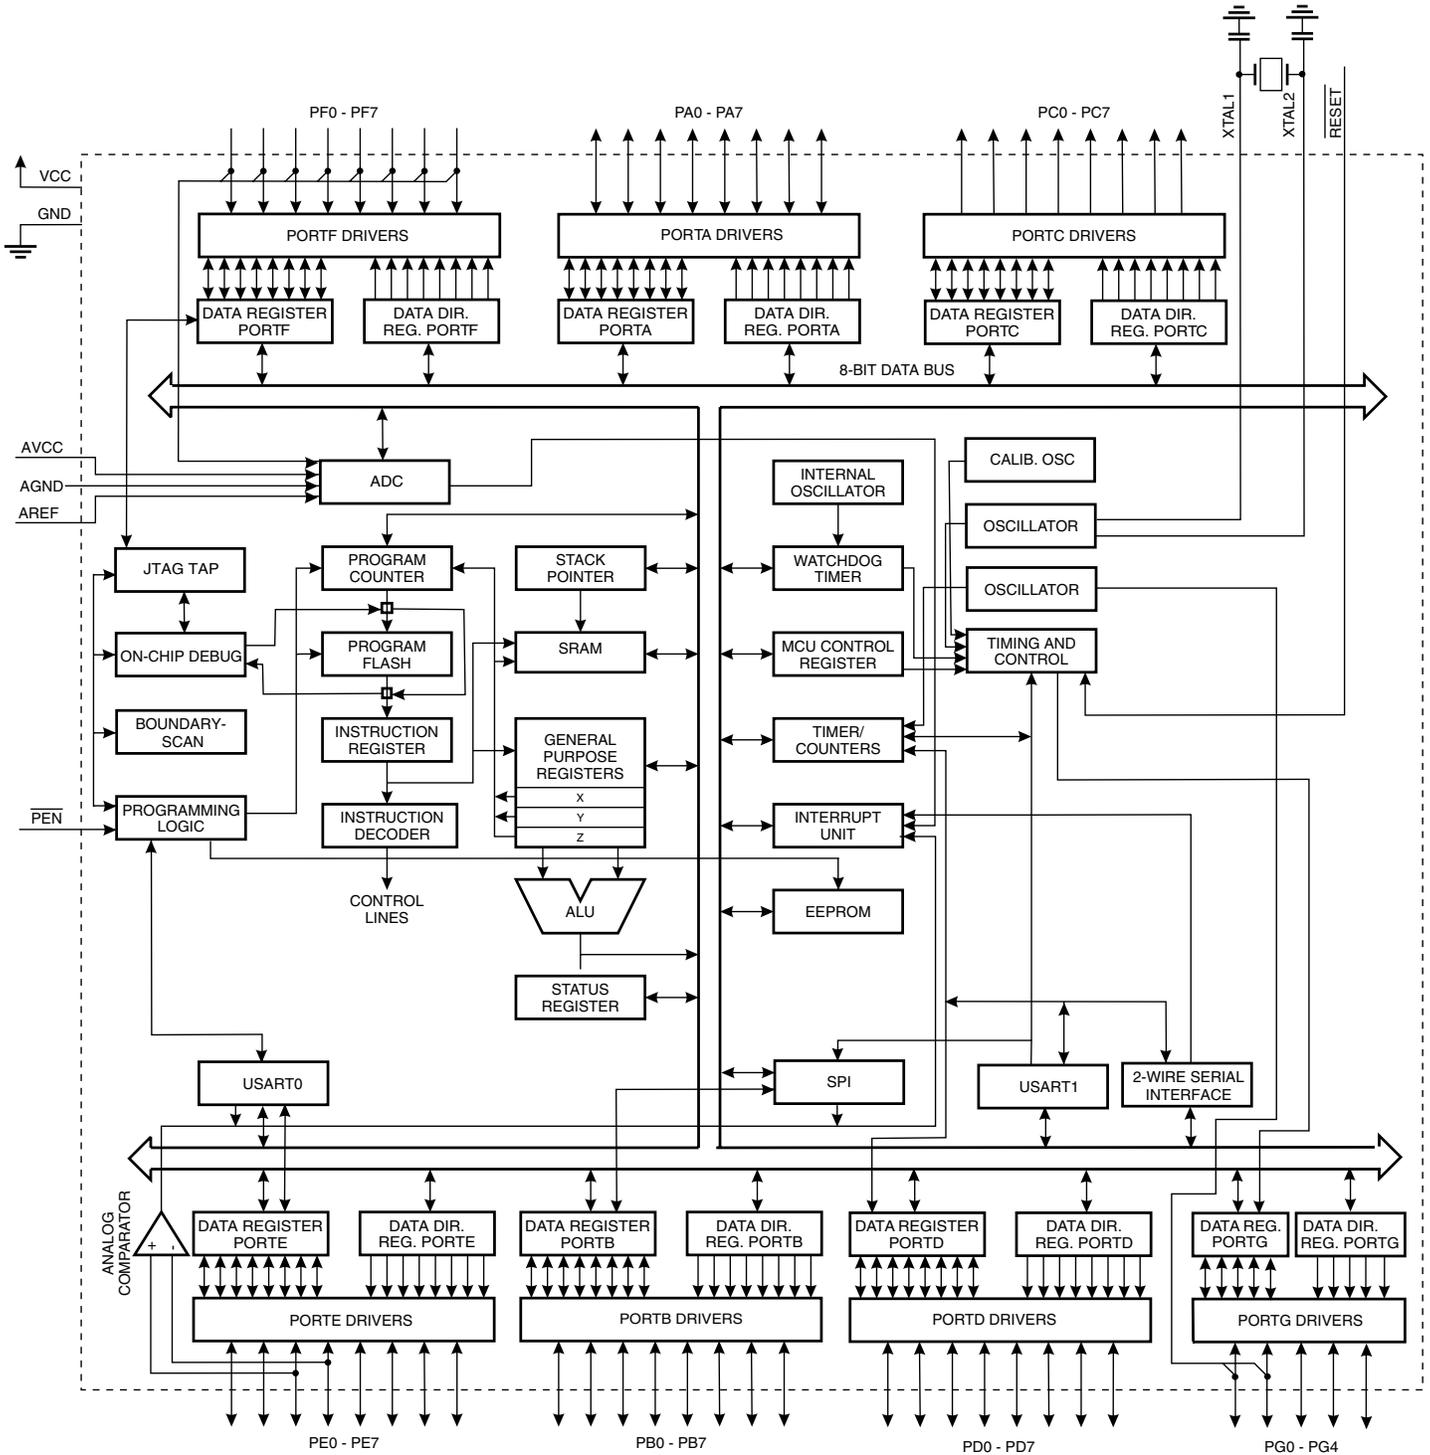 XTAL1
XTAL2
RESET
PF0 - PF7
PA0 - PA7
PC0 - PC7
VCC
GND
PORTF DRIVERS
PORTA DRIVERS
PORTC DRIVERS
DATA REGISTER
PORTF
DATA DIR.
REG. PORTF
DATA REGISTER
PORTA
DATA DIR.
REG. PORTA
DATA REGISTER
PORTC
DATA DIR.
REG. PORTC
8-BIT DATA BUS
AVCC
AGND
AREF
ADC
INTERNAL
OSCILLATOR
CALIB. OSC
OSCILLATOR
JTAG TAP
PROGRAM
COUNTER
STACK
POINTER
WATCHDOG
TIMER
OSCILLATOR
ON-CHIP DEBUG
PROGRAM
FLASH
SRAM
MCU CONTROL
REGISTER
TIMING AND
CONTROL
BOUNDARY-
SCAN
INSTRUCTION
REGISTER
GENERAL
PURPOSE
REGISTERS
X
Y
Z
TIMER/
COUNTERS
PEN
PROGRAMMING
LOGIC
INSTRUCTION
DECODER
INTERRUPT
UNIT
CONTROL
LINES
ALU
EEPROM
STATUS
REGISTER
USART0
SPI
USART1
2-WIRE SERIAL
INTERFACE
ANALOG
COMPARATOR
+
-
DATA REGISTER
PORTE
DATA DIR.
REG. PORTE
DATA REGISTER
PORTB
DATA DIR.
REG. PORTB
DATA REGISTER
PORTD
DATA DIR.
REG. PORTD
DATA REG.
PORTG
DATA DIR.
REG. PORTG
PORTE DRIVERS
PORTB DRIVERS
PORTD DRIVERS
PORTG DRIVERS
PE0 - PE7
PB0 - PB7
PD0 - PD7
PG0 - PG4